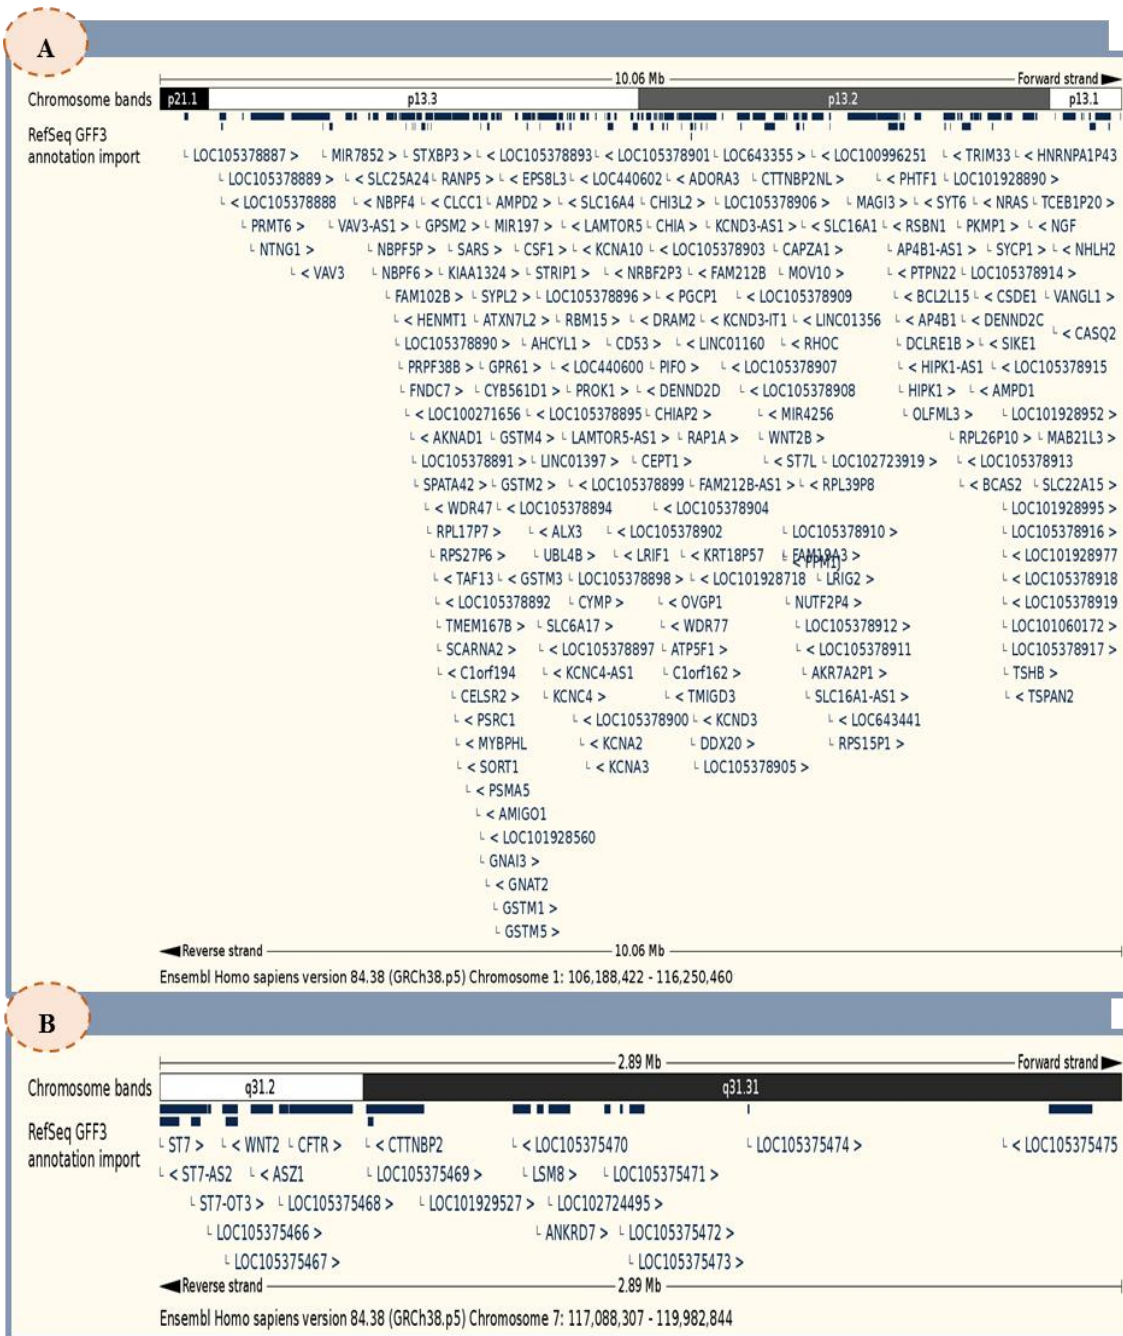 A
10.06 Mb Forward strand
Chromosome bands p21.1 p13.3 p13.2 p13.1
RefSeq GFF3
annotation import
└ LOC105378887 > └ MIR7852 > └ STXBP3 > └ < LOC105378893 └ < LOC105378901 └ LOC643355 > └ < LOC100996251 └ < TRIM33 └ < HNRNPA1P43
└ LOC105378889 > └ < SLC25A24 └ RANP5 > └ < EPS8L3 └ < LOC440602 └ < ADORA3 └ CTTNBP2NL > └ < PHTF1 └ LOC101928890 >
└ < LOC105378888 └ < NBPF4 └ < CLCC1 └ AMPD2 > └ < SLC16A4 └ CHI3L2 > └ LOC105378906 > └ MAGI3 > └ < SYT6 └ < NRAS └ TCEB1P20 >
└ PRMT6 > └ VAV3-AS1 > └ GPSM2 > └ MIR197 > └ < LAMTOR5 └ CHIA > └ KCND3-AS1 > └ < SLC16A1 └ < RSBN1 └ PKMP1 > └ < NGF
└ NTNG1 > └ NBPF5P > └ < SARS > └ < CSF1 > └ < KCNA10 └ < LOC105378903 └ CAPZA1 > └ AP4B1-AS1 > └ SYCP1 > └ < NHLH2
└ < VAV3 └ NBPF6 > └ KIAA1324 > └ STRIP1 > └ < NRBF2P3 └ < FAM212B └ MOV10 > └ < PTPN22 └ LOC105378914 >
└ FAM102B > └ SYPL2 > └ LOC105378896 > └ < PGCP1 └ < LOC105378909 └ < BCL2L15 └ < CSDE1 └ VANGL1 >
└ < HENMT1 └ ATXN7L2 > └ RBM15 > └ < DRAM2 └ < KCND3-IT1 └ < LINC01356 └ < AP4B1 └ < DENND2C
└ < CASQ2
└ LOC105378890 > └ AHCYL1 > └ CD53 > └ < LINC01160 └ < RHOC └ DCLRE1B > └ < SIKE1
└ PRPF38B > └ GPR61 > └ < LOC440600 └ PIFO > └ < LOC105378907 └ < HIPK1-AS1 └ < LOC105378915
└ FNDC7 > └ CYB561D1 > └ PROK1 > └ < DENND2D └ < LOC105378908 └ HIPK1 > └ < AMPD1
└ < LOC100271656 └ < LOC105378895 └ CHIAP2 > └ < MIR4256 └ OLFML3 > └ LOC101928952 >
└ < AKNAD1 └ GSTM4 > └ LAMTOR5-AS1 > └ RAP1A > └ WNT2B > └ RPL26P10 > └ MAB21L3 >
└ LOC105378891 > └ LINC01397 > └ CEPT1 > └ < ST7L └ LOC102723919 > └ < LOC105378913
└ SPATA42 > └ GSTM2 > └ < LOC105378899 └ FAM212B-AS1 > └ < RPL39P8 └ < BCAS2 └ SLC22A15 >
└ < WDR47 └ < LOC105378894 └ < LOC105378904 └ LOC101928995 >
└ RPL17P7 > └ < ALX3 └ < LOC105378902 └ LOC105378910 > └ LOC105378916 >
└ RPS27P6 > └ UBL4B > └ < LRIF1 └ < KRT18P57 └ FAM19A3 > └ < LOC101928977
└ < PPM1J
└ < TAF13 └ < GSTM3 └ LOC105378898 > └ < LOC101928718 └ LRIG2 > └ < LOC105378918
└ < LOC105378892 └ CYMP > └ < OVGP1 └ NUTF2P4 > └ < LOC105378919
└ TMEM167B > └ SLC6A17 > └ < WDR77 └ LOC105378912 > └ LOC101060172 >
└ SCARNA2 > └ < LOC105378897 └ ATP5F1 > └ < LOC105378911 └ LOC105378917 >
└ < C1orf194 └ < KCNC4-AS1 └ C1orf162 > └ AKR7A2P1 > └ TSHB >
└ CELSR2 > └ KCNC4 > └ < TMIGD3 └ SLC16A1-AS1 > └ < TSPAN2
└ < PSRC1 └ < LOC105378900 └ < KCND3 └ < LOC643441
└ < MYBPHL └ < KCNA2 └ DDX20 > └ RPS15P1 >
└ < SORT1 └ < KCNA3 └ LOC105378905 >
└ < PSMA5
└ < AMIGO1
└ < LOC101928560
└ GNAI3 >
└ < GNAT2
└ GSTM1 >
└ GSTM5 >
Reverse strand 10.06 Mb
Ensembl Homo sapiens version 84.38 (GRCh38.p5) Chromosome 1: 106,188,422 - 116,250,460
B
2.89 Mb Forward strand
Chromosome bands q31.2 q31.31
RefSeq GFF3
annotation import
└ ST7 > └ < WNT2 └ CFTR > └ < CTTNBP2 └ < LOC105375470 └ LOC105375474 > └ < LOC105375475
└ < ST7-AS2 └ < ASZ1 └ LOC105375469 > └ LSM8 > └ LOC105375471 >
└ ST7-OT3 > └ LOC105375468 > └ LOC101929527 > └ LOC102724495 >
└ LOC105375466 > └ ANKRD7 > └ LOC105375472 >
└ LOC105375467 > └ LOC105375473 >
Reverse strand 2.89 Mb
Ensembl Homo sapiens version 84.38 (GRCh38.p5) Chromosome 7: 117,088,307 - 119,982,844